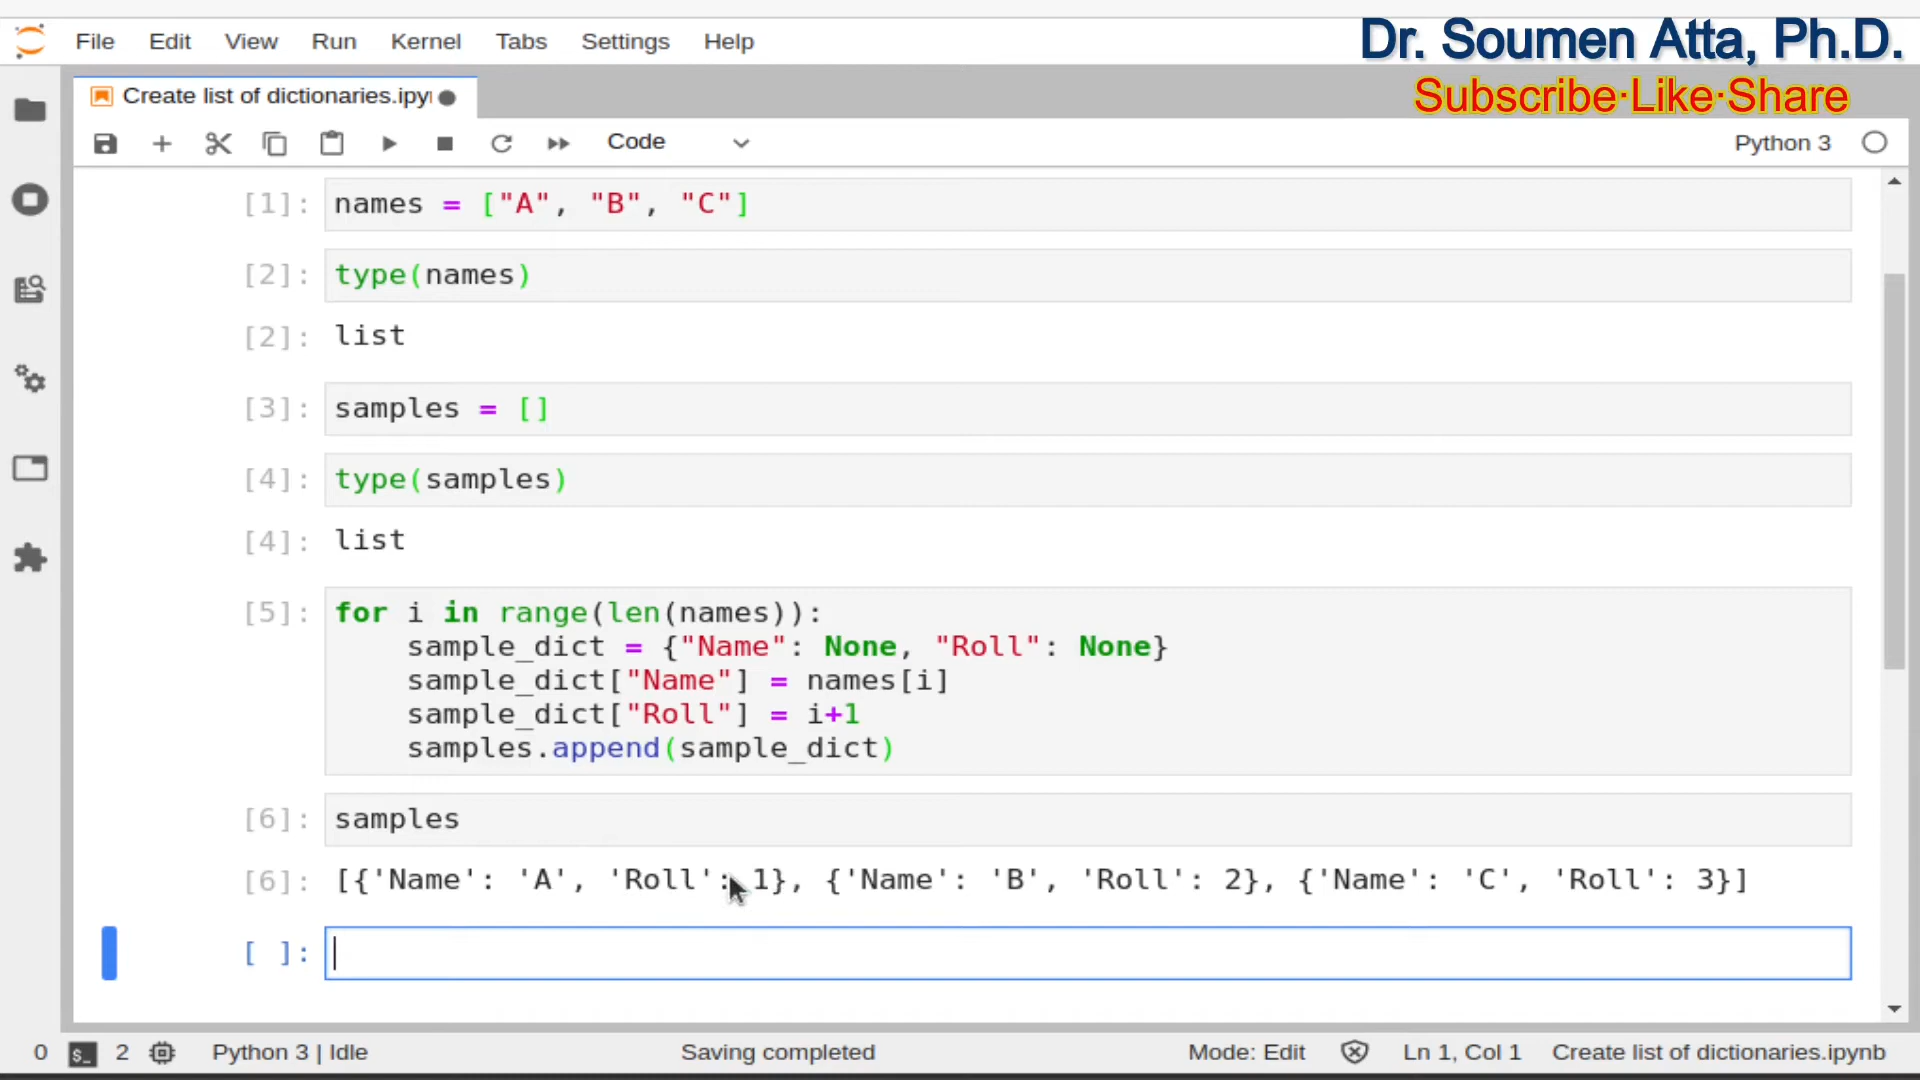 File Edit View Run Kernel Tabs Settings Help
Dr. Soumen Atta, Ph.D.
Subscribe·Like·Share
Create list of dictionaries.ipy
Code
Python 3
[1]: names = ["A", "B", "C"]
[2]: type(names)
[2]: list
[3]: samples = []
[4]: type(samples)
[4]: list
[5]: for i in range(len(names)):
    sample_dict = {"Name": None, "Roll": None}
    sample_dict["Name"] = names[i]
    sample_dict["Roll"] = i+1
    samples.append(sample_dict)
[6]: samples
[6]: [{'Name': 'A', 'Roll': 1}, {'Name': 'B', 'Roll': 2}, {'Name': 'C', 'Roll': 3}]
[ ]:
0 $_ 2 Python 3 | Idle Saving completed Mode: Edit Ln 1, Col 1 Create list of dictionaries.ipynb